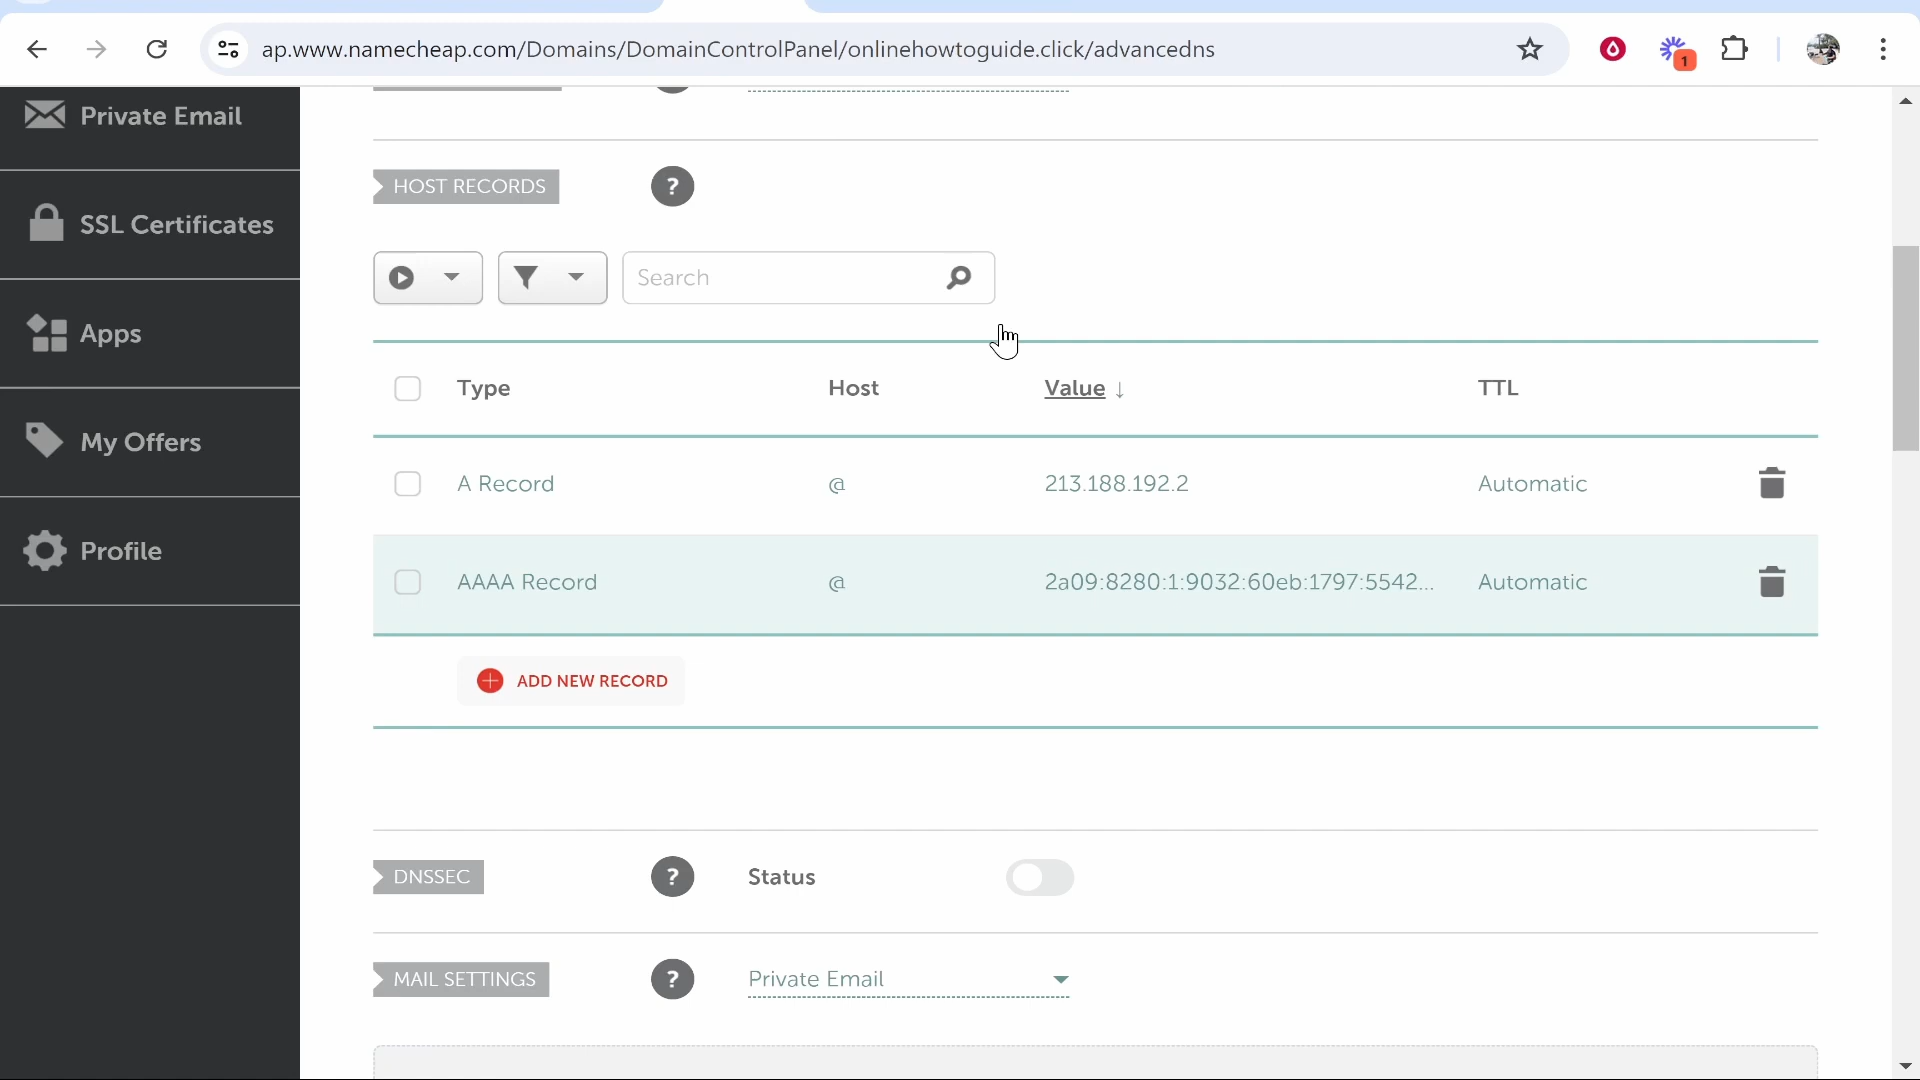 ap.www.namecheap.com/Domains/DomainControlPanel/onlinehowtoguide.click/advancedns
1
Private Email
SSL Certificates
Apps
My Offers
Profile
HOST RECORDS
?
Search
Type Host Value ↓ TTL
A Record @ 213.188.192.2 Automatic
AAAA Record @ 2a09:8280:1:9032:60eb:1797:5542... Automatic
ADD NEW RECORD
DNSSEC ? Status
MAIL SETTINGS ? Private Email